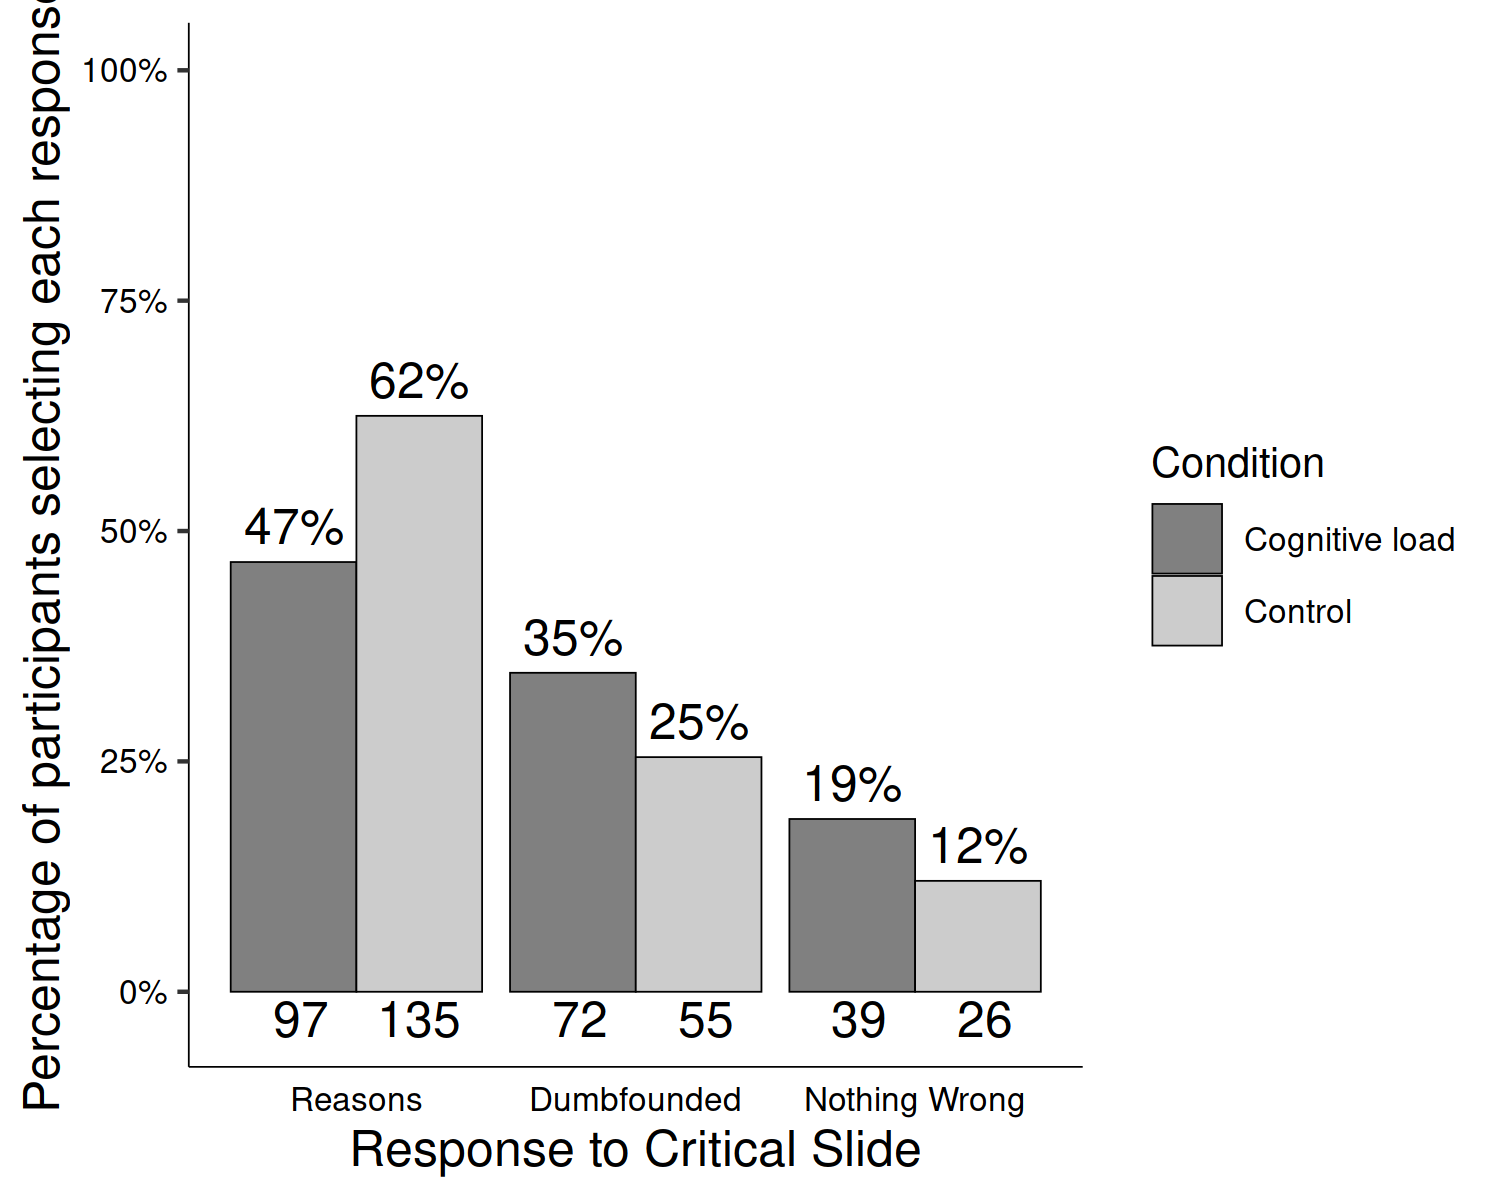 Percentage of participants selecting each response
100%
75%
50%
25%
0%
47%
62%
35%
25%
19%
12%
97
135
72
55
39
26
Reasons
Dumbfounded
Nothing Wrong
Response to Critical Slide
Condition
Cognitive load
Control